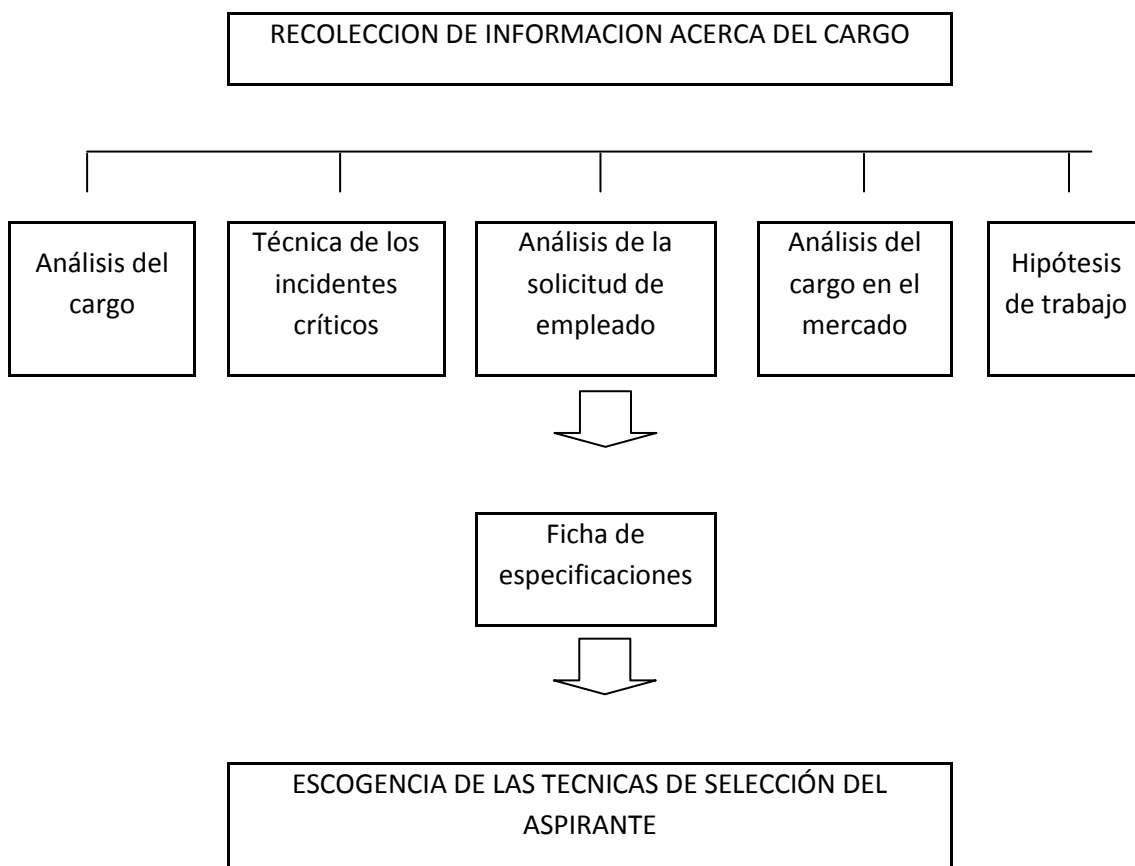 RECOLECCION DE INFORMACION ACERCA DEL CARGO
Análisis del
cargo
Técnica de los
incidentes
críticos
Análisis de la
solicitud de
empleado
Análisis del
cargo en el
mercado
Hipótesis
de trabajo
Ficha de
especificaciones
ESCOGENCIA DE LAS TECNICAS DE SELECCIÓN DEL
ASPIRANTE